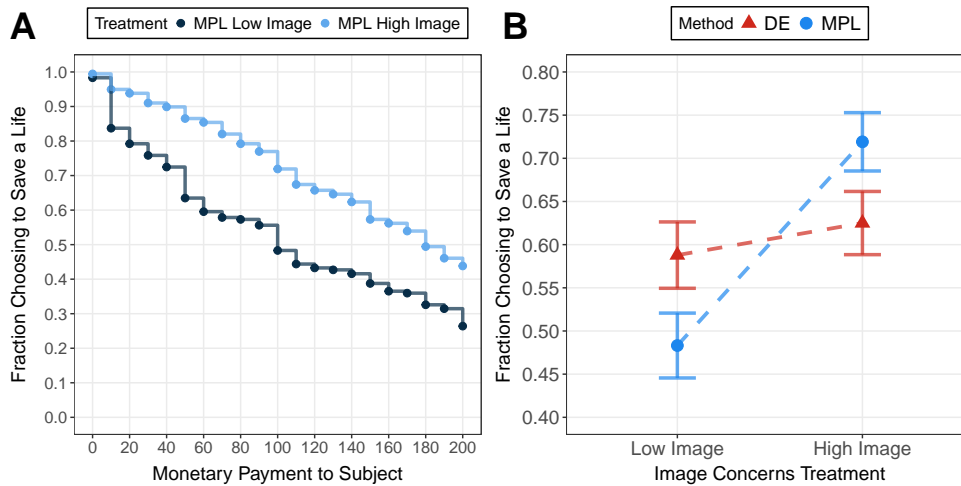 A
Treatment MPL Low Image MPL High Image
Fraction Choosing to Save a Life
1.0
0.9
0.8
0.7
0.6
0.5
0.4
0.3
0.2
0.1
0.0
0 20 40 60 80 100 120 140 160 180 200
Monetary Payment to Subject
B
Method DE MPL
Fraction Choosing to Save a Life
0.80
0.75
0.70
0.65
0.60
0.55
0.50
0.45
0.40
Low Image High Image
Image Concerns Treatment